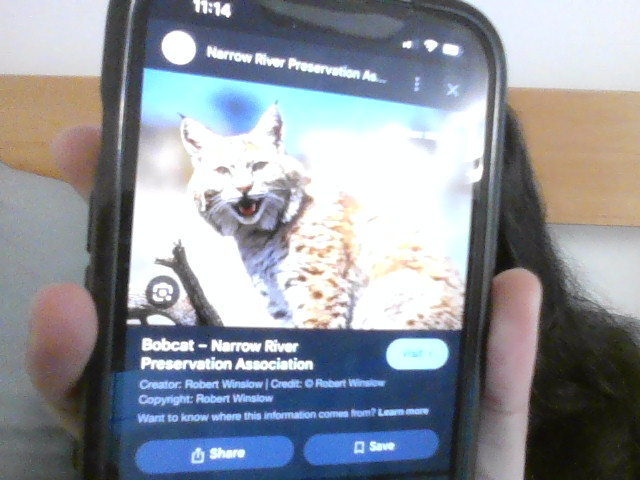 11:14
Narrow River Preservation As...
Bobcat – Narrow River
Preservation Association
Visit
Creator: Robert Winslow | Credit: © Robert Winslow
Copyright: Robert Winslow
Want to know where this information comes from? Learn more
Share
Save